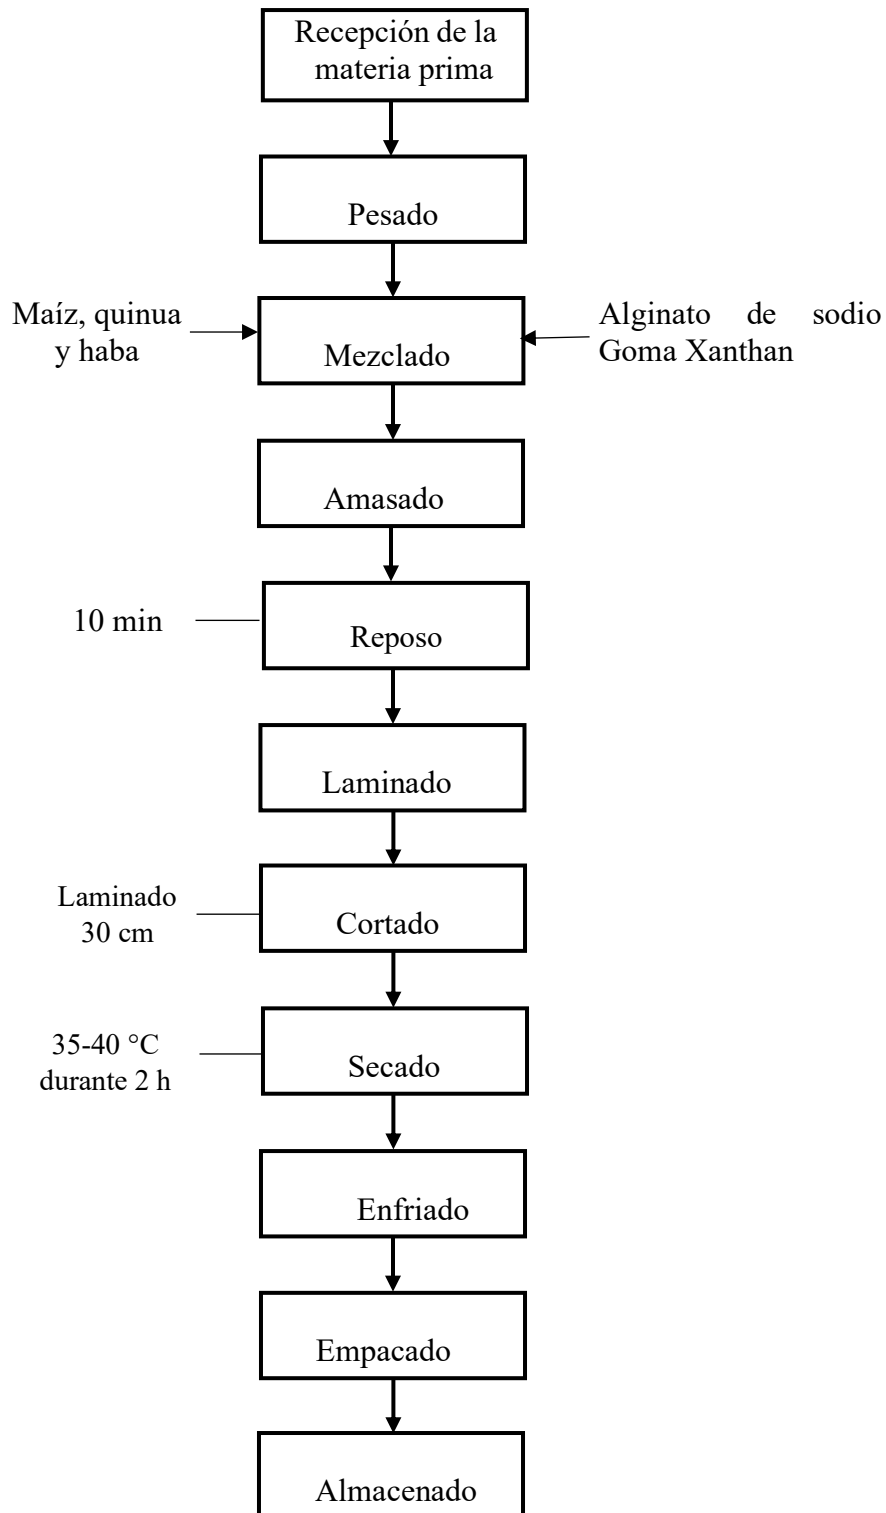 Recepción de la
materia prima
Pesado
Maíz, quinua
y haba
Mezclado
Alginato de sodio
Goma Xanthan
Amasado
10 min
Reposo
Laminado
Laminado
30 cm
Cortado
35-40 °C
durante 2 h
Secado
Enfriado
Empacado
Almacenado